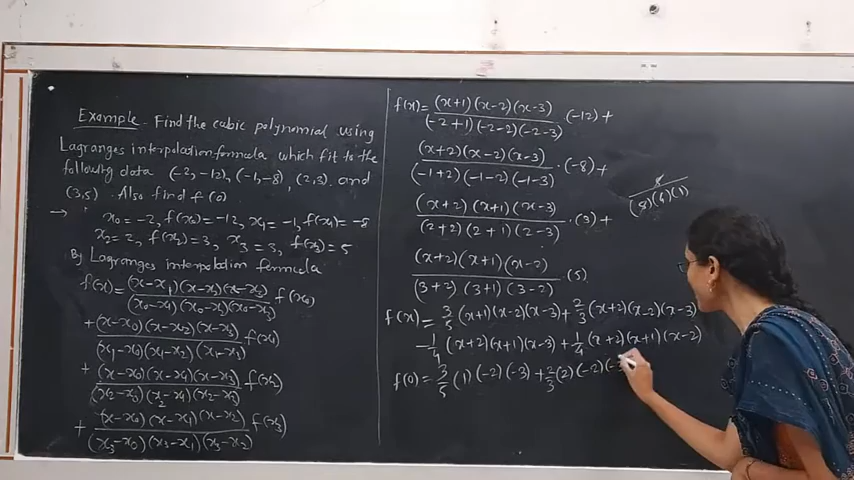 Example - Find the cubic polynomial using
Lagranges interpolation formula which fit to the
following data (-2,-12), (-1,-8), (2,3) and
(3,5). Also find f(0)
→ x₀ = -2, f(x₀) = -12, x₁ = -1, f(x₁) = -8
x₂ = 2, f(x₂) = 3, x₃ = 3, f(x₃) = 5
By Lagranges interpolation formula
f(x) = (x-x₁)(x-x₂)(x-x₃)/(x₀-x₁)(x₀-x₂)(x₀-x₃) f(x₀)
+ (x-x₀)(x-x₂)(x-x₃)/(x₁-x₀)(x₁-x₂)(x₁-x₃) f(x₁)
+ (x-x₀)(x-x₁)(x-x₃)/(x₂-x₀)(x₂-x₁)(x₂-x₃) f(x₂)
+ (x-x₀)(x-x₁)(x-x₂)/(x₃-x₀)(x₃-x₁)(x₃-x₂) f(x₃)
f(x) = (x+1)(x-2)(x-3)/(-2+1)(-2-2)(-2-3) · (-12) +
(x+2)(x-2)(x-3)/(-1+2)(-1-2)(-1-3) · (-8) +
(x+2)(x+1)(x-3)/(2+2)(2+1)(2-3) · (3) +
(x+2)(x+1)(x-2)/(3+2)(3+1)(3-2) · (5)
f(x) = 3/5 (x+1)(x-2)(x-3) + 2/3 (x+2)(x-2)(x-3)
-1/4 (x+2)(x+1)(x-3) + 1/4 (x+2)(x+1)(x-2)
f(0) = 3/5 (1)(-2)(-3) + 2/3 (2)(-2)(-3